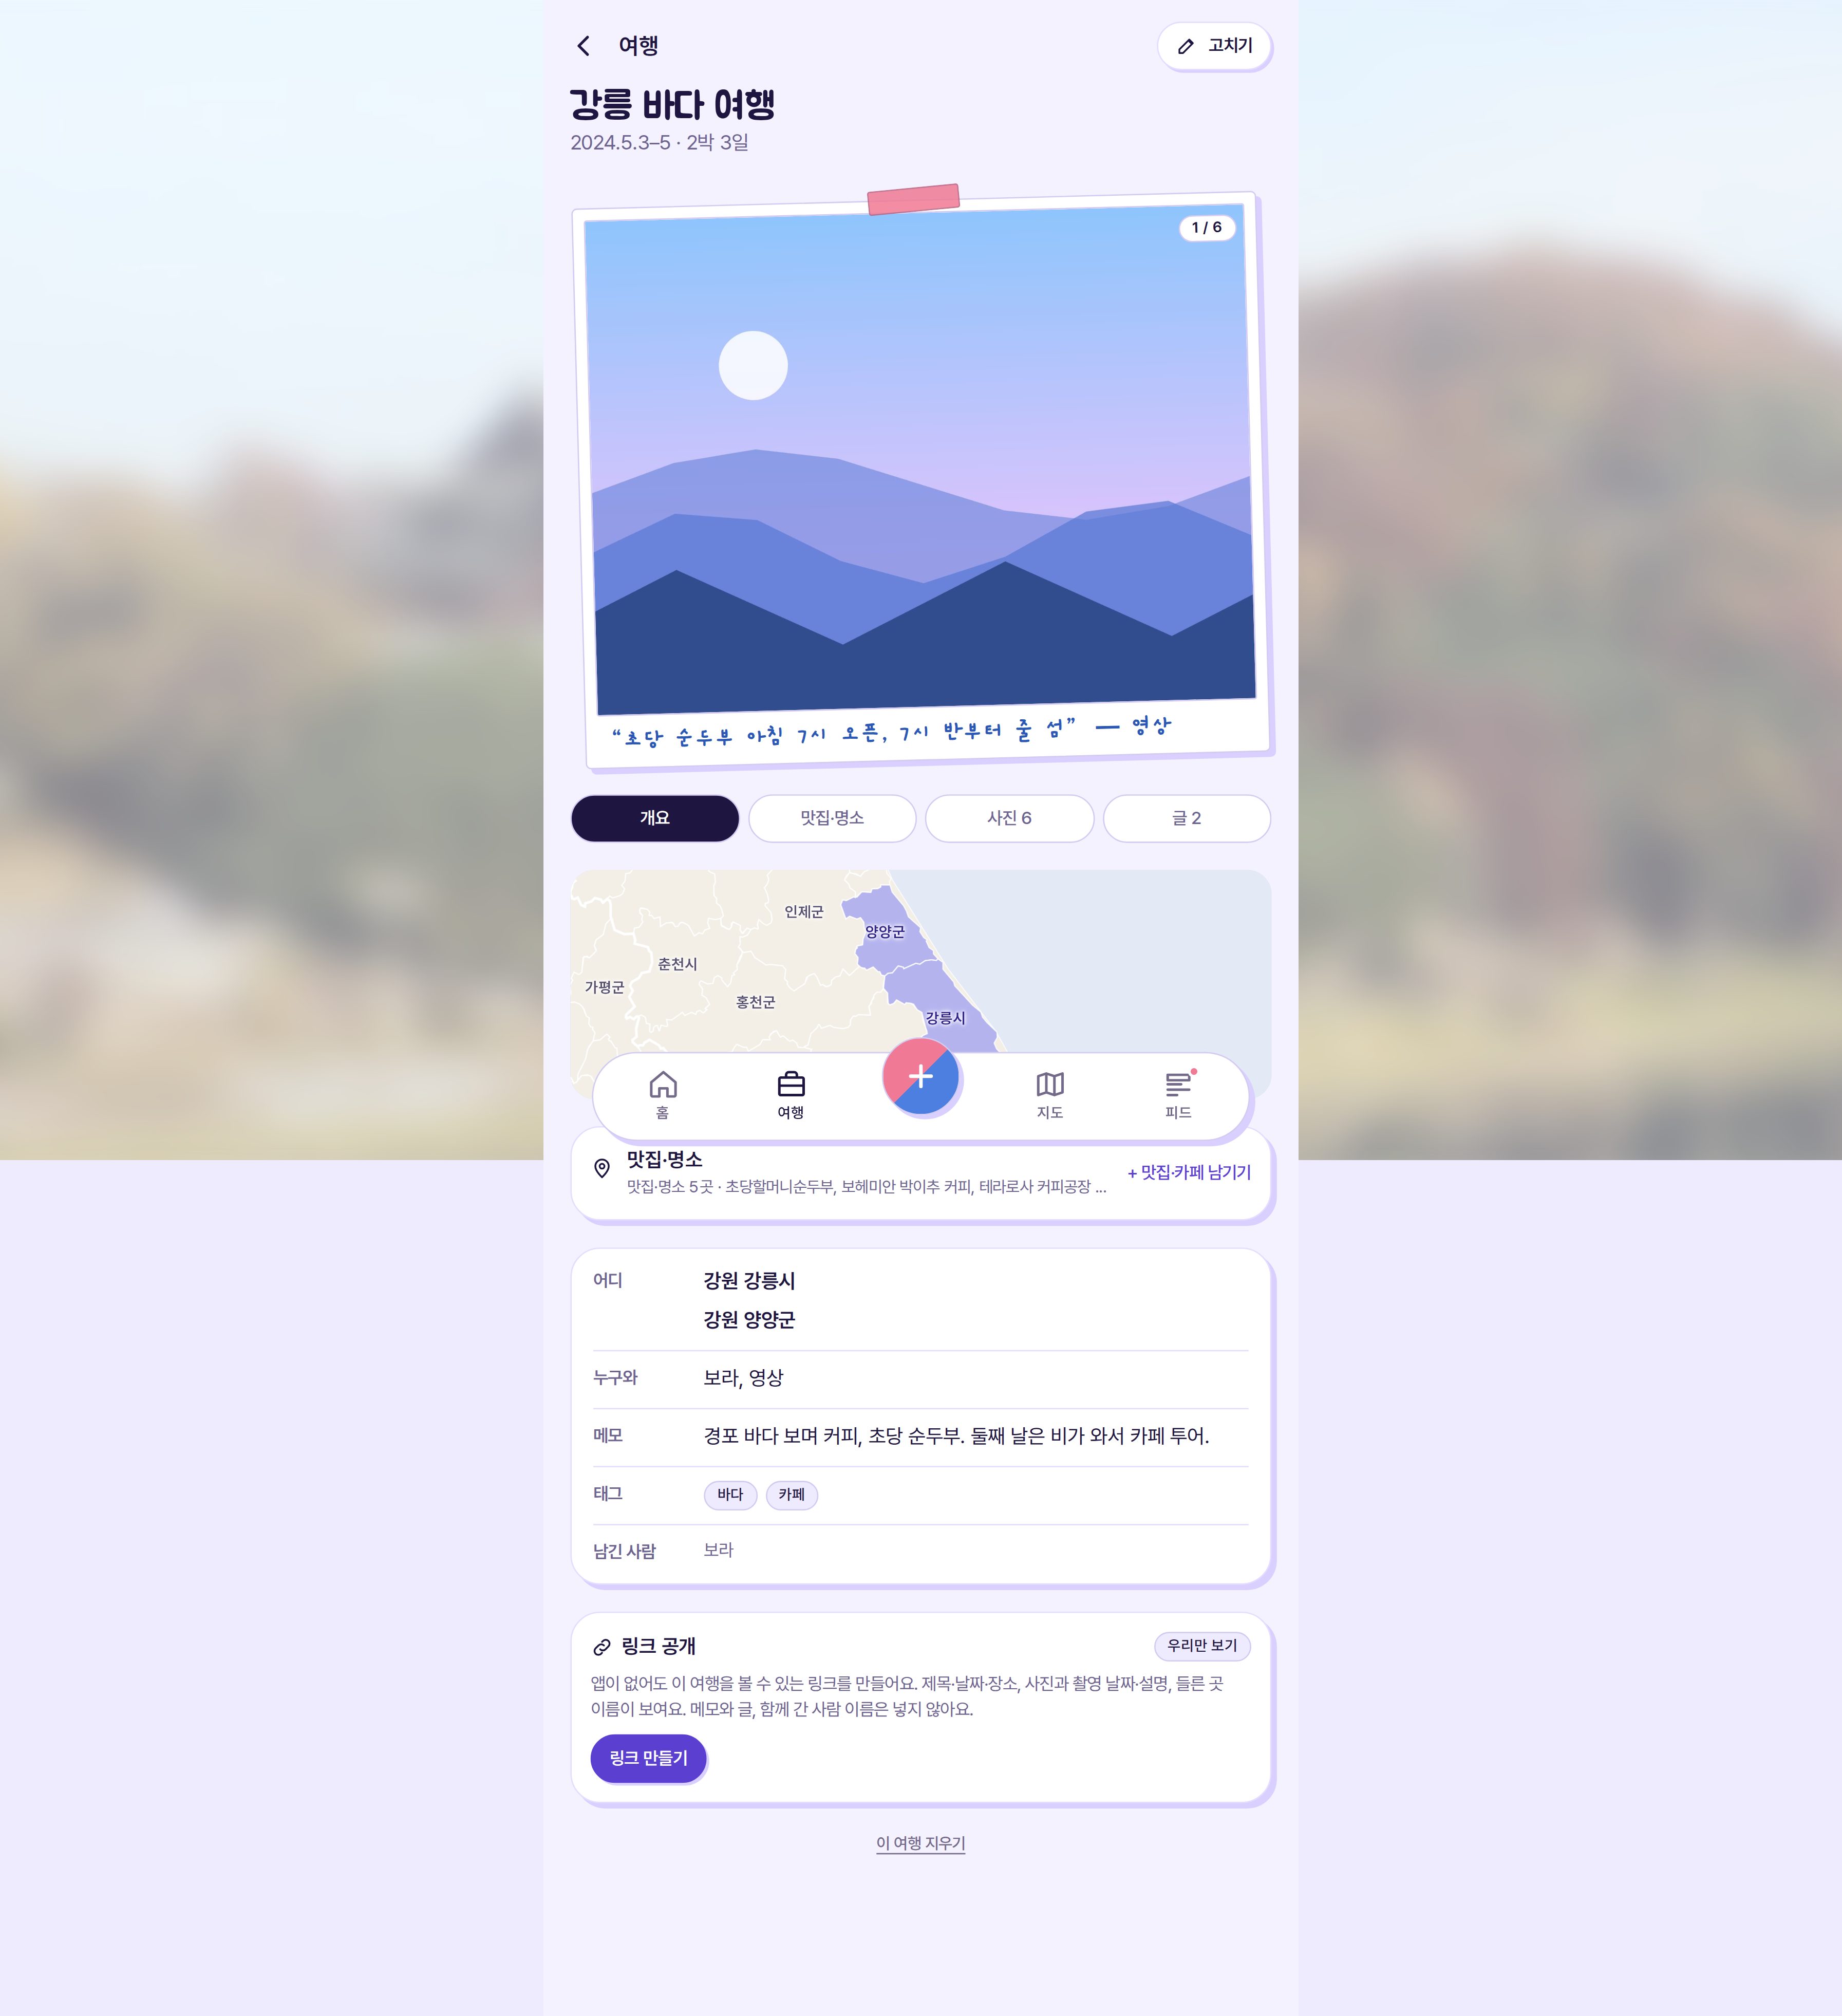 여행
고치기
강릉 바다 여행
2024.5.3–5 · 2박 3일
1 / 6
“초당 순두부 아침 7시 오픈, 7시 반부터 줄 섬” — 영상
개요
맛집·명소
사진 6
글 2
인제군
양양군
춘천시
가평군
홍천군
강릉시
홈
여행
지도
피드
맛집·명소
+ 맛집·카페 남기기
맛집·명소 5곳 · 초당할머니순두부, 보헤미안 박이추 커피, 테라로사 커피공장 ...
어디
강원 강릉시
강원 양양군
누구와
보라, 영상
메모
경포 바다 보며 커피, 초당 순두부. 둘째 날은 비가 와서 카페 투어.
태그
바다
카페
남긴 사람
보라
링크 공개
우리만 보기
앱이 없어도 이 여행을 볼 수 있는 링크를 만들어요. 제목·날짜·장소, 사진과 촬영 날짜·설명, 들른 곳
이름이 보여요. 메모와 글, 함께 간 사람 이름은 넣지 않아요.
링크 만들기
이 여행 지우기